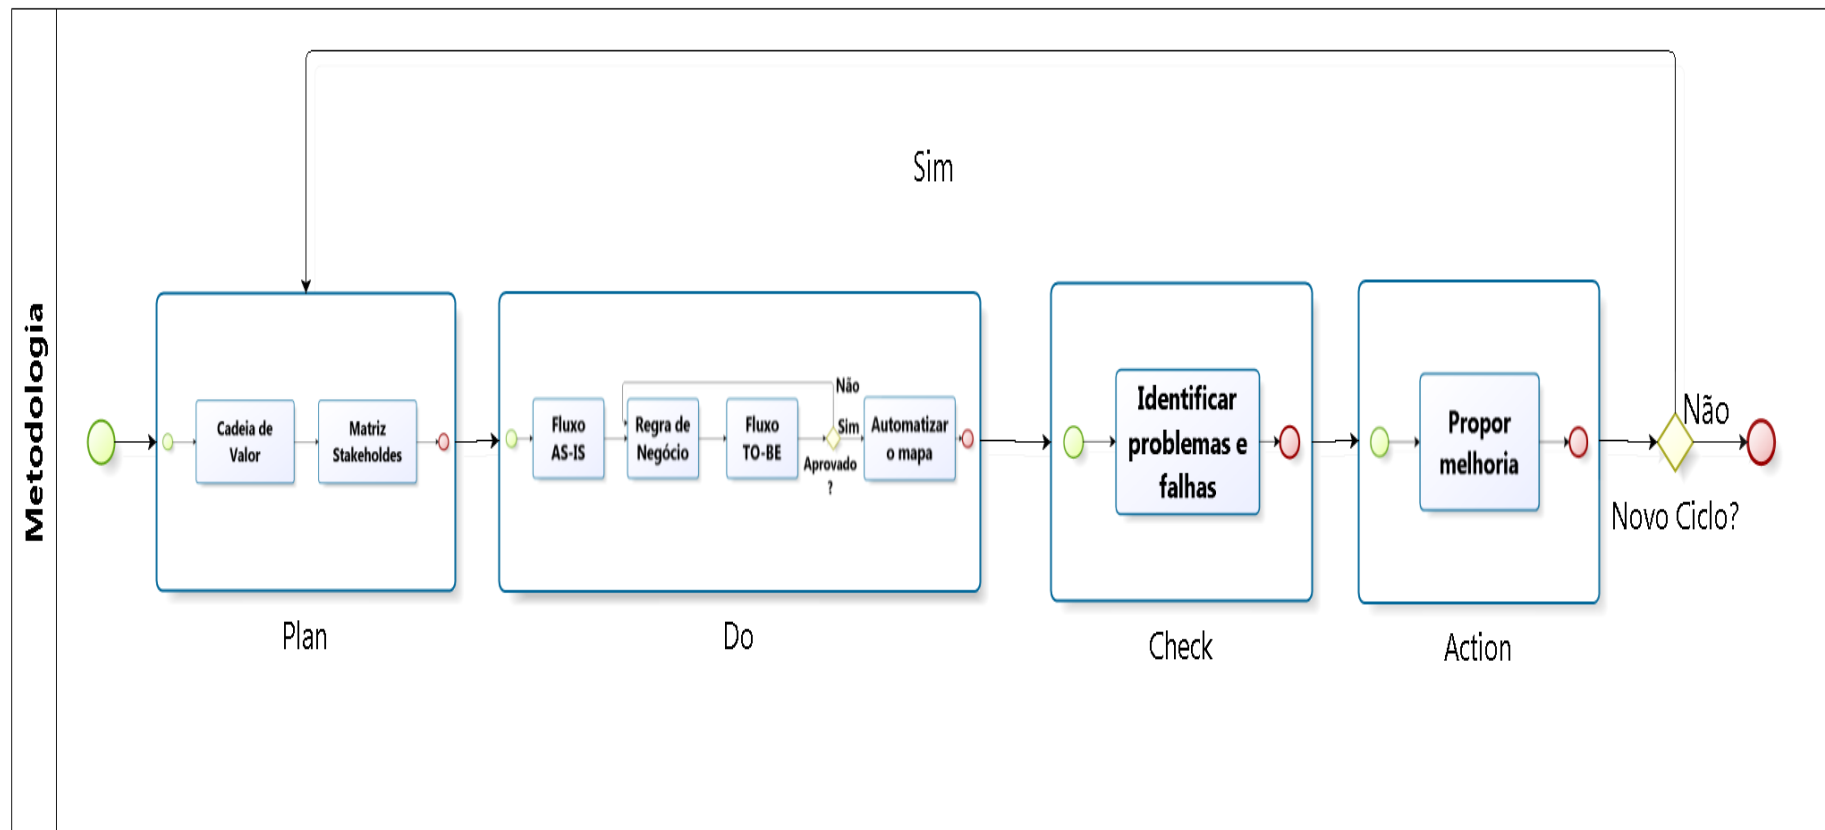 Metodologia
Sim
Cadeia de
Valor
Matriz
Stakeholdes
Plan
Fluxo
AS-IS
Regra de
Negócio
Fluxo
TO-BE
Não
Sim
Aprovado
?
Automatizar
o mapa
Do
Identificar
problemas e
falhas
Check
Propor
melhoria
Action
Não
Novo Ciclo?